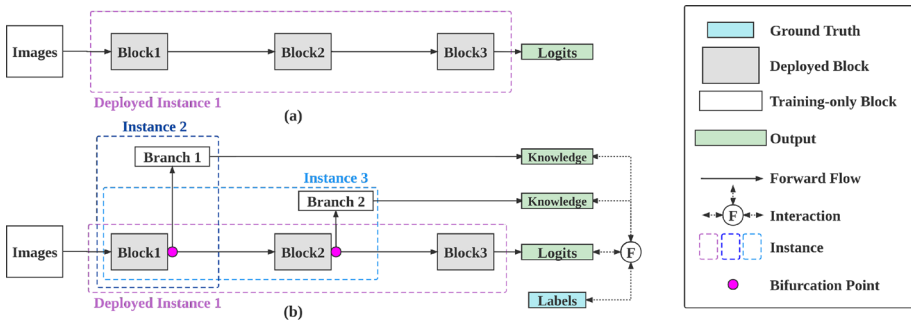 Images
Block1
Block2
Block3
Logits
Deployed Instance 1
(a)
Instance 2
Branch 1
Knowledge
Instance 3
Branch 2
Knowledge
Images
Block1
Block2
Block3
Logits
F
Deployed Instance 1
(b)
Labels
Ground Truth
Deployed Block
Training-only Block
Output
Forward Flow
F
Interaction
Instance
Bifurcation Point